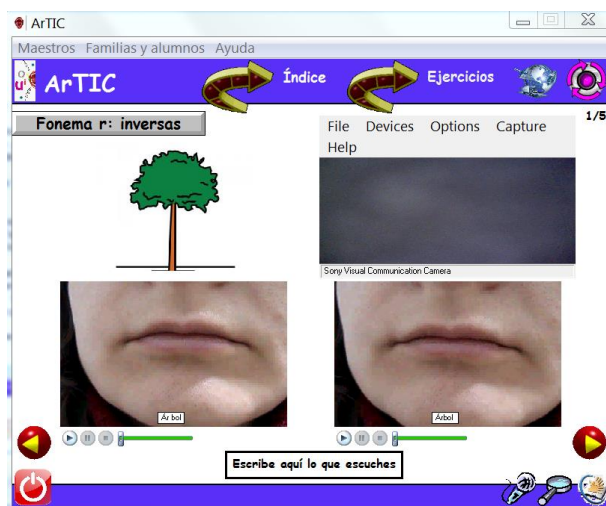 ArTIC
Maestros Familias y alumnos Ayuda
ArTIC
Índice
Ejercicios
1/5
Fonema r: inversas
File Devices Options Capture
Help
Sony Visual Communication Camera
Ár bol
Árbol
Escribe aquí lo que escuches